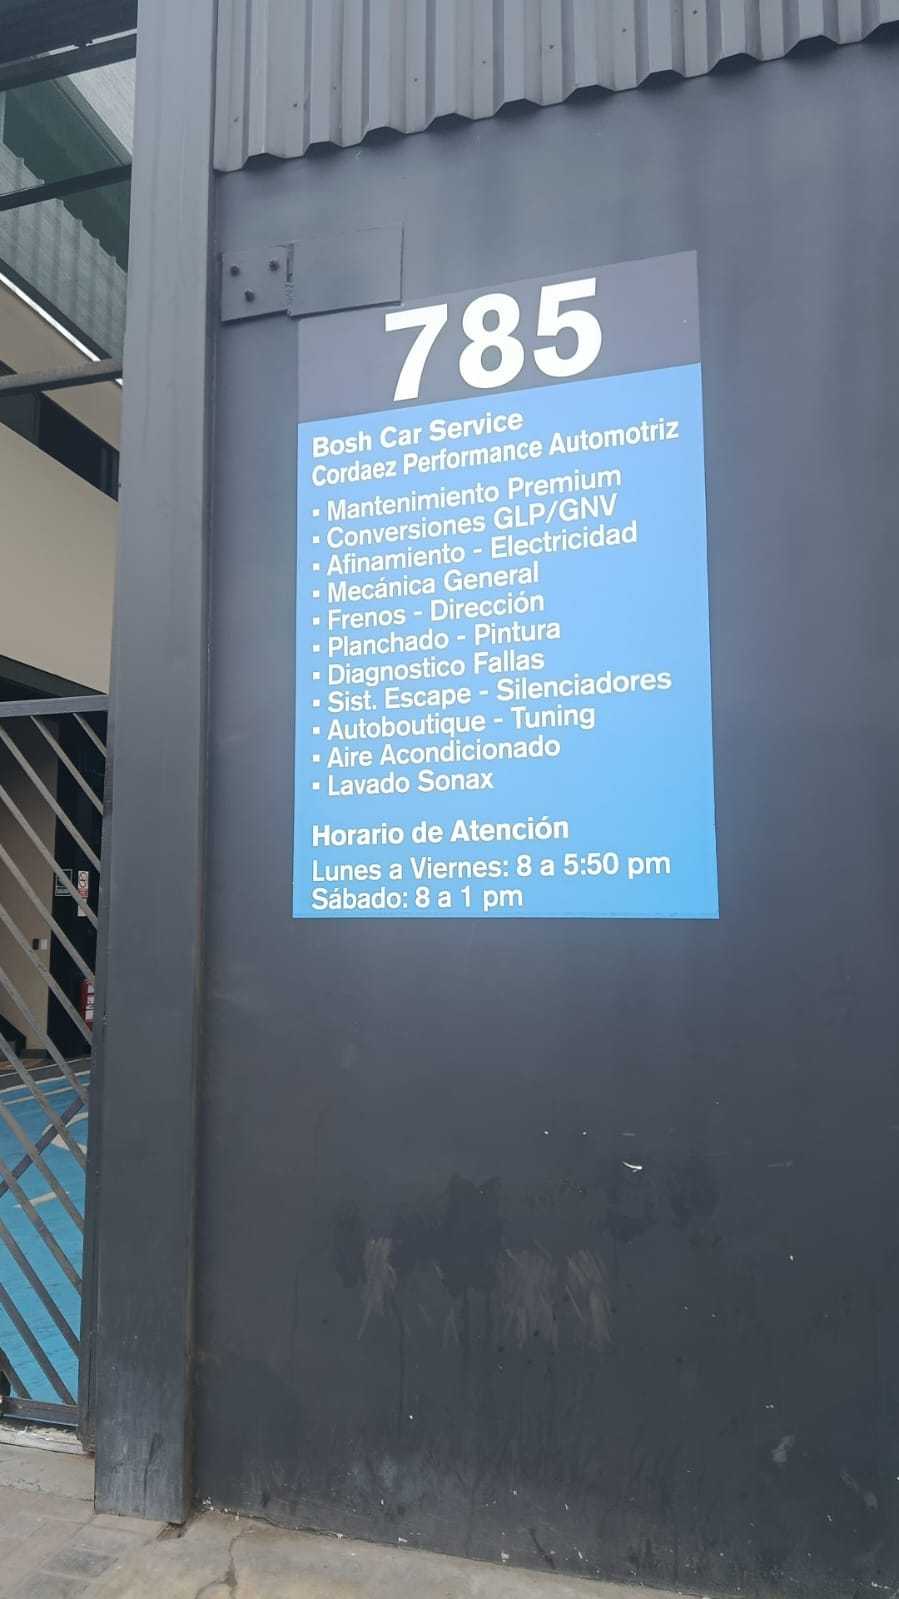 785
Bosh Car Service
Cordaez Performance Automotriz
▪ Mantenimiento Premium
▪ Conversiones GLP/GNV
▪ Afinamiento - Electricidad
▪ Mecánica General
▪ Frenos - Dirección
▪ Planchado - Pintura
▪ Diagnostico Fallas
▪ Sist. Escape - Silenciadores
▪ Autoboutique - Tuning
▪ Aire Acondicionado
▪ Lavado Sonax
Horario de Atención
Lunes a Viernes: 8 a 5:50 pm
Sábado: 8 a 1 pm